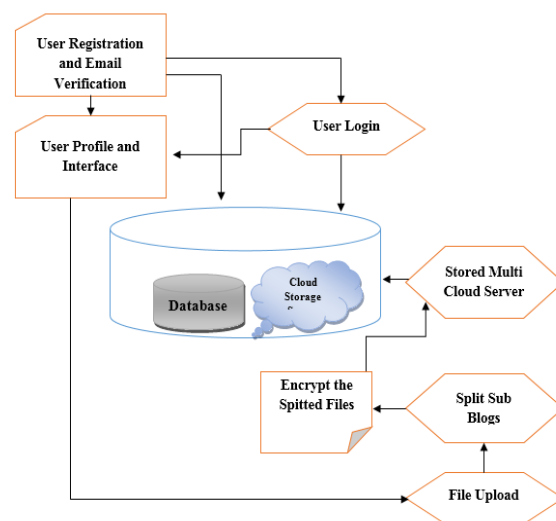 User Registration
and Email
Verification
User Login
User Profile and
Interface
Cloud
Storage
Database
Stored Multi
Cloud Server
Encrypt the
Spitted Files
Split Sub
Blogs
File Upload